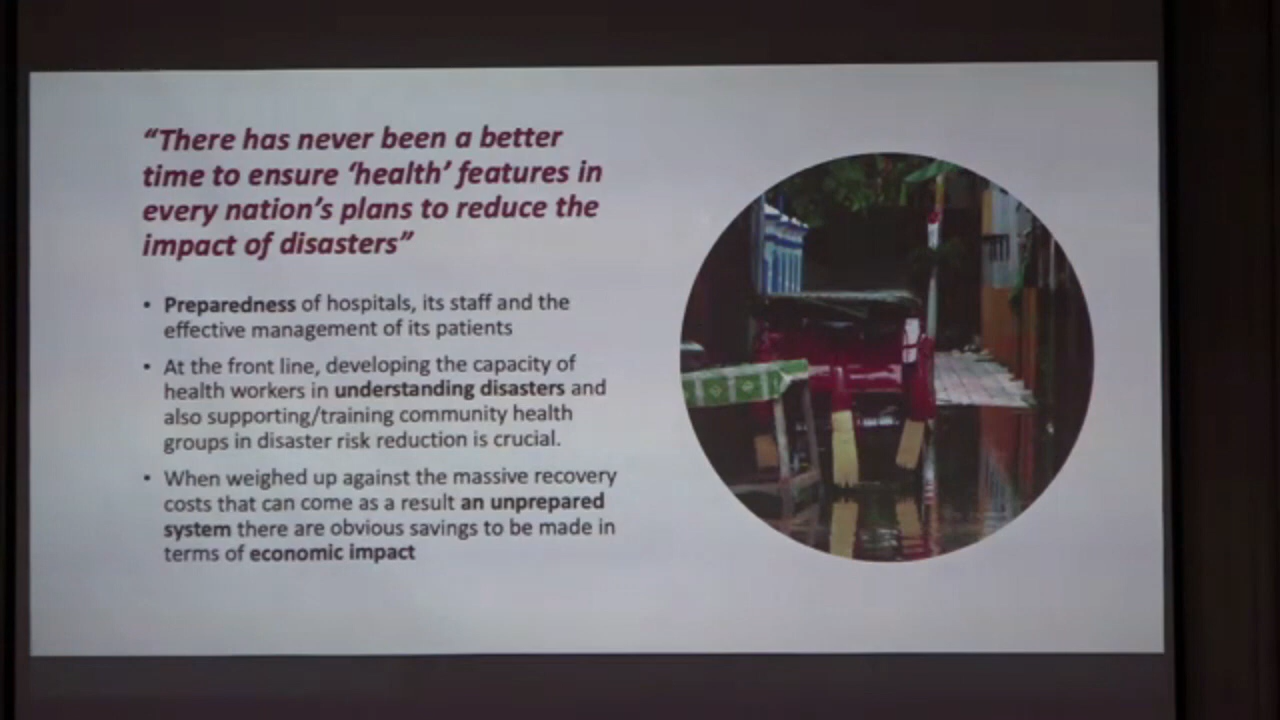 “There has never been a better
time to ensure ‘health’ features in
every nation’s plans to reduce the
impact of disasters”
• Preparedness of hospitals, its staff and the
effective management of its patients
• At the front line, developing the capacity of
health workers in understanding disasters and
also supporting/training community health
groups in disaster risk reduction is crucial.
• When weighed up against the massive recovery
costs that can come as a result an unprepared
system there are obvious savings to be made in
terms of economic impact